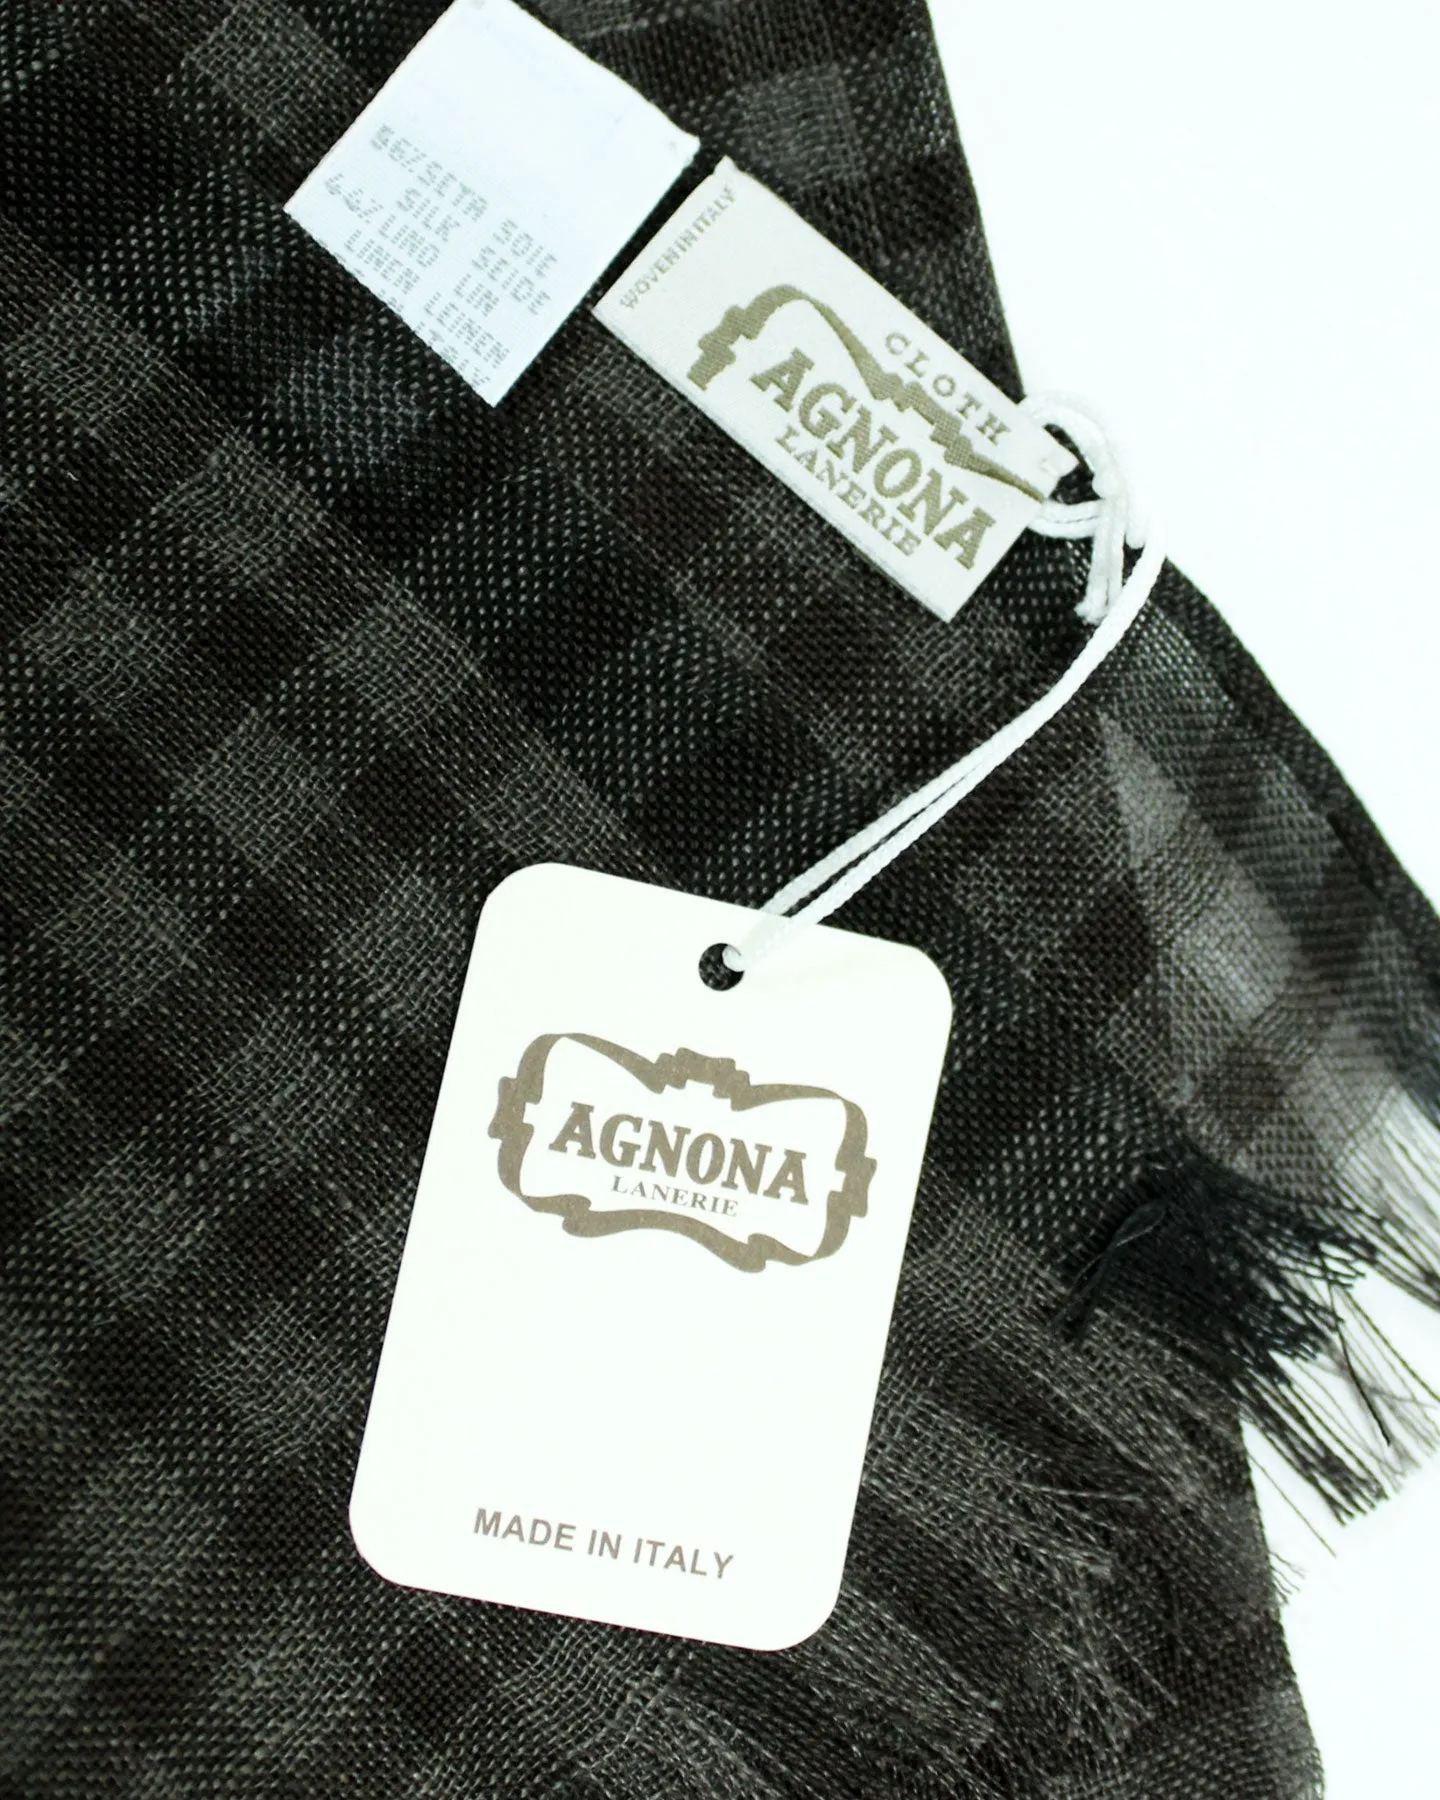 WOVEN IN ITALY
CLOTH
AGNONA
LANERIE
AGNONA
LANERIE
MADE IN ITALY